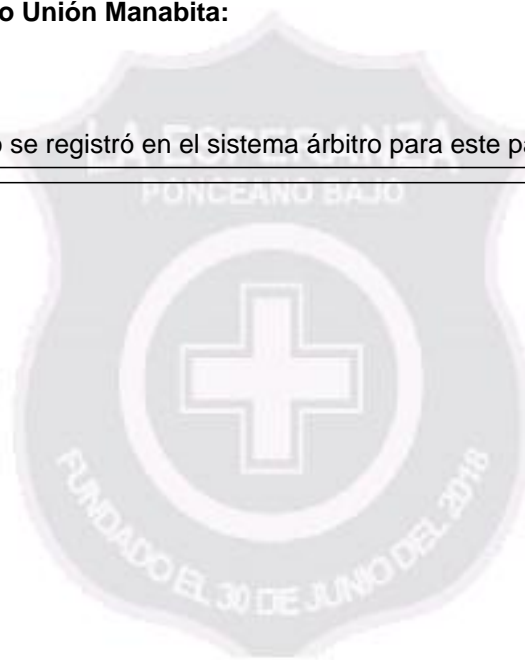 o Unión Manabita:
se registró en el sistema árbitro para este
LA ESPERANZA
PONCEANO BAJO
FUNDADO EL 30 DE JUNIO DEL 2018